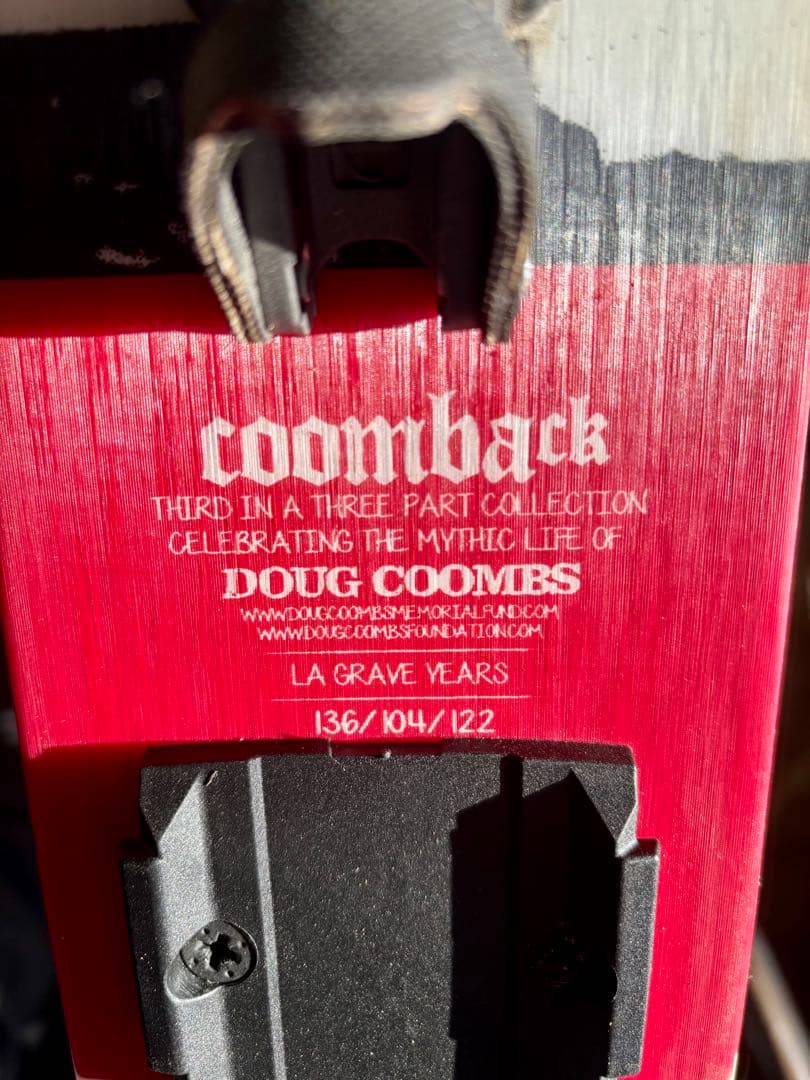 coomback
THIRD IN A THREE PART COLLECTION
CELEBRATING THE MYTHIC LIFE OF
DOUG COOMBS
WWW.DOUGCOOMBSMEMORIALFUND.COM
WWW.DOUGCOOMBSFOUNDATION.COM
LA GRAVE YEARS
136/104/122